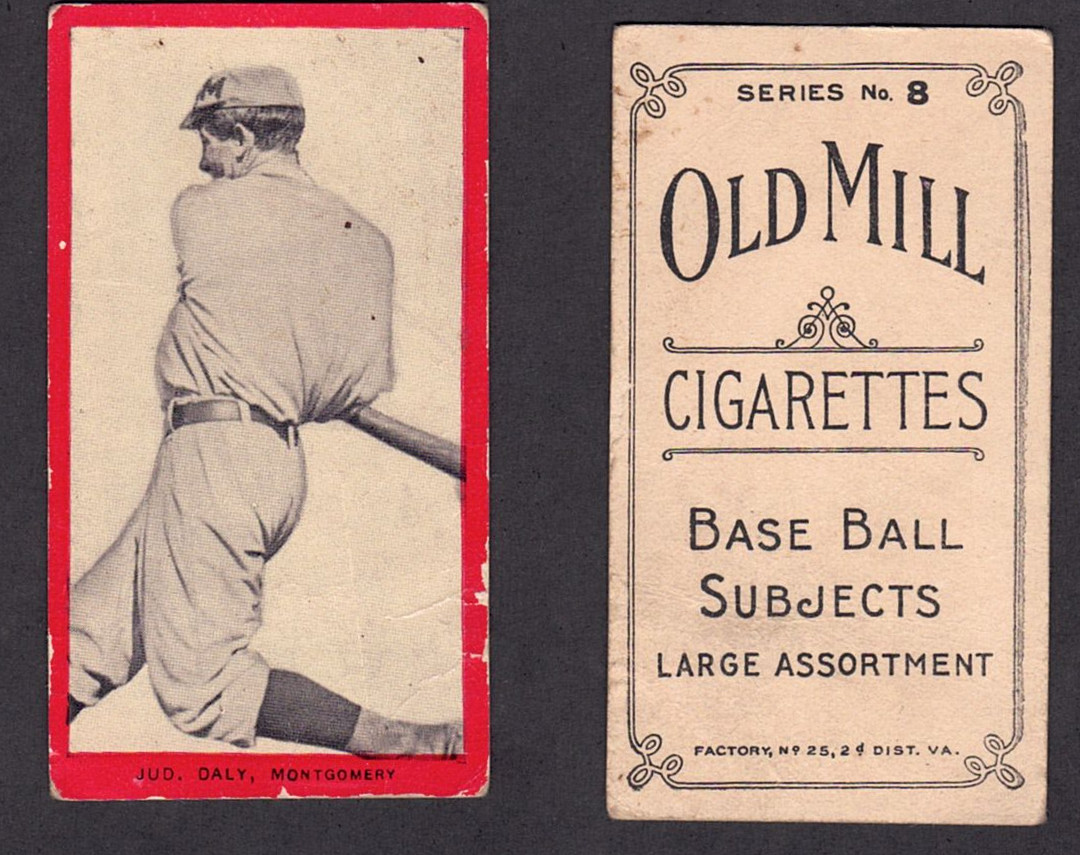 M
JUD. DALY, MONTGOMERY
SERIES No. 8
OLD MILL
CIGARETTES
BASE BALL
SUBJECTS
LARGE ASSORTMENT
FACTORY, Nº 25, 2d DIST. VA.